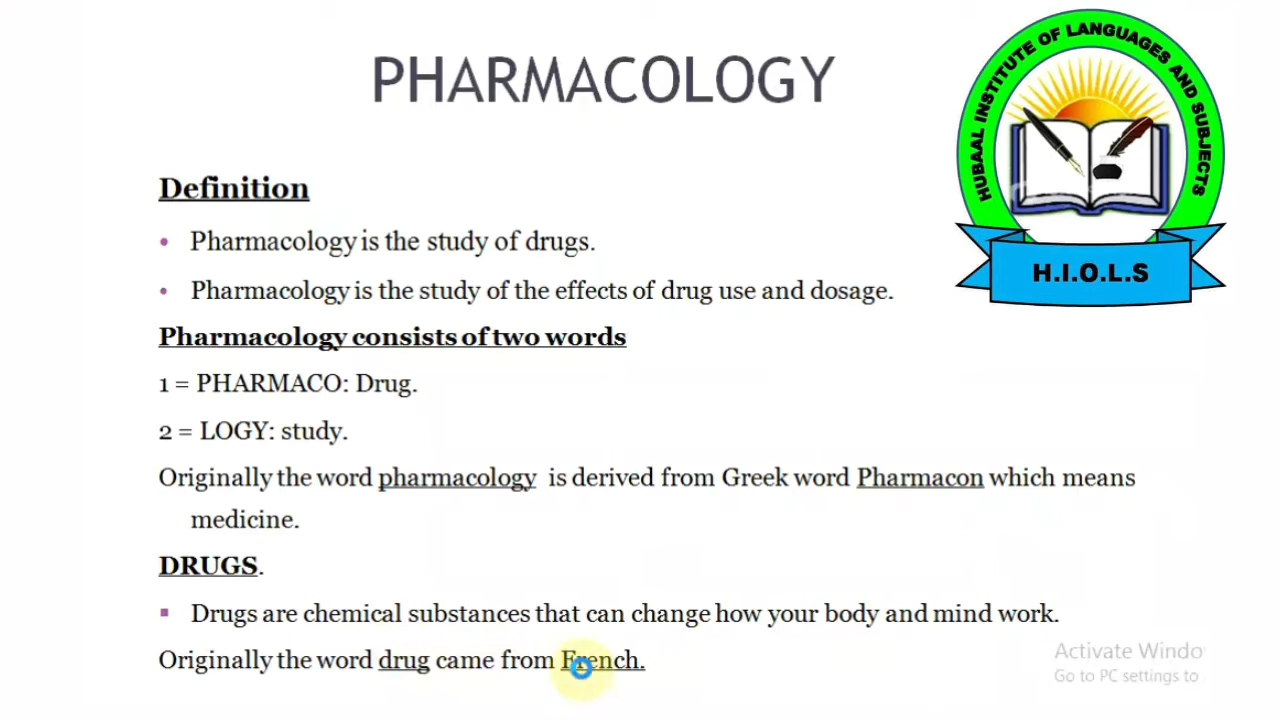 PHARMACOLOGY
HUBAAL INSTITUTE OF LANGUAGES AND SUBJECTS
H.I.O.L.S
Definition
• Pharmacology is the study of drugs.
• Pharmacology is the study of the effects of drug use and dosage.
Pharmacology consists of two words
1 = PHARMACO: Drug.
2 = LOGY: study.
Originally the word pharmacology is derived from Greek word Pharmacon which means
medicine.
DRUGS.
▪ Drugs are chemical substances that can change how your body and mind work.
Originally the word drug came from French.
Activate Windo
Go to PC settings to